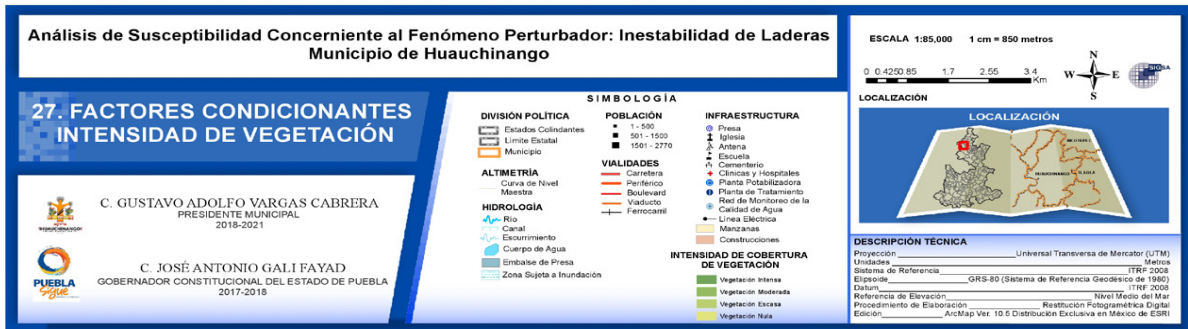 Análisis de Susceptibilidad Concerniente al Fenómeno Perturbador: Inestabilidad de Laderas
Municipio de Huauchinango
27. FACTORES CONDICIONANTES
INTENSIDAD DE VEGETACIÓN
HUAUCHINANGO
C. GUSTAVO ADOLFO VARGAS CABRERA
PRESIDENTE MUNICIPAL
2018-2021
PUEBLA
Sigue
C. JOSÉ ANTONIO GALI FAYAD
GOBERNADOR CONSTITUCIONAL DEL ESTADO DE PUEBLA
2017-2018
SIMBOLOGÍA
DIVISIÓN POLÍTICA
Estados Colindantes
Limite Estatal
Municipio
ALTIMETRÍA
Curva de Nivel
Maestra
HIDROLOGÍA
Río
Canal
Escurrimiento
Cuerpo de Agua
Embalse de Presa
Zona Sujeta a Inundación
POBLACIÓN
1 - 500
501 - 1500
1501 - 2770
VIALIDADES
Carretera
Periférico
Boulevard
Viaducto
Ferrocarril
INFRAESTRUCTURA
Presa
Iglesia
Antena
Escuela
Cementerio
Clinicas y Hospitales
Planta Potabilizadora
Planta de Tratamiento
Red de Monitoreo de la
Calidad de Agua
Linea Eléctrica
Manzanas
Construcciones
INTENSIDAD DE COBERTURA
DE VEGETACIÓN
Vegetación Intensa
Vegetación Moderada
Vegetación Escasa
Vegetación Nula
ESCALA 1:85,000 1 cm = 850 metros
0 0.425 0.85 1.7 2.55 3.4
Km
N
W E
S
SIGSA
LOCALIZACIÓN
LOCALIZACIÓN
HUAUCHINANGO
DESCRIPCIÓN TÉCNICA
Proyección Universal Transversa de Mercator (UTM)
Unidades Metros
Sistema de Referencia ITRF 2008
Elipsoide GRS-80 (Sistema de Referencia Geodésico de 1980)
Datum ITRF 2008
Referencia de Elevación Nivel Medio del Mar
Procedimiento de Elaboración Restitución Fotogramétrica Digital
Edición ArcMap Ver. 10.5 Distribución Exclusiva en México de ESRI